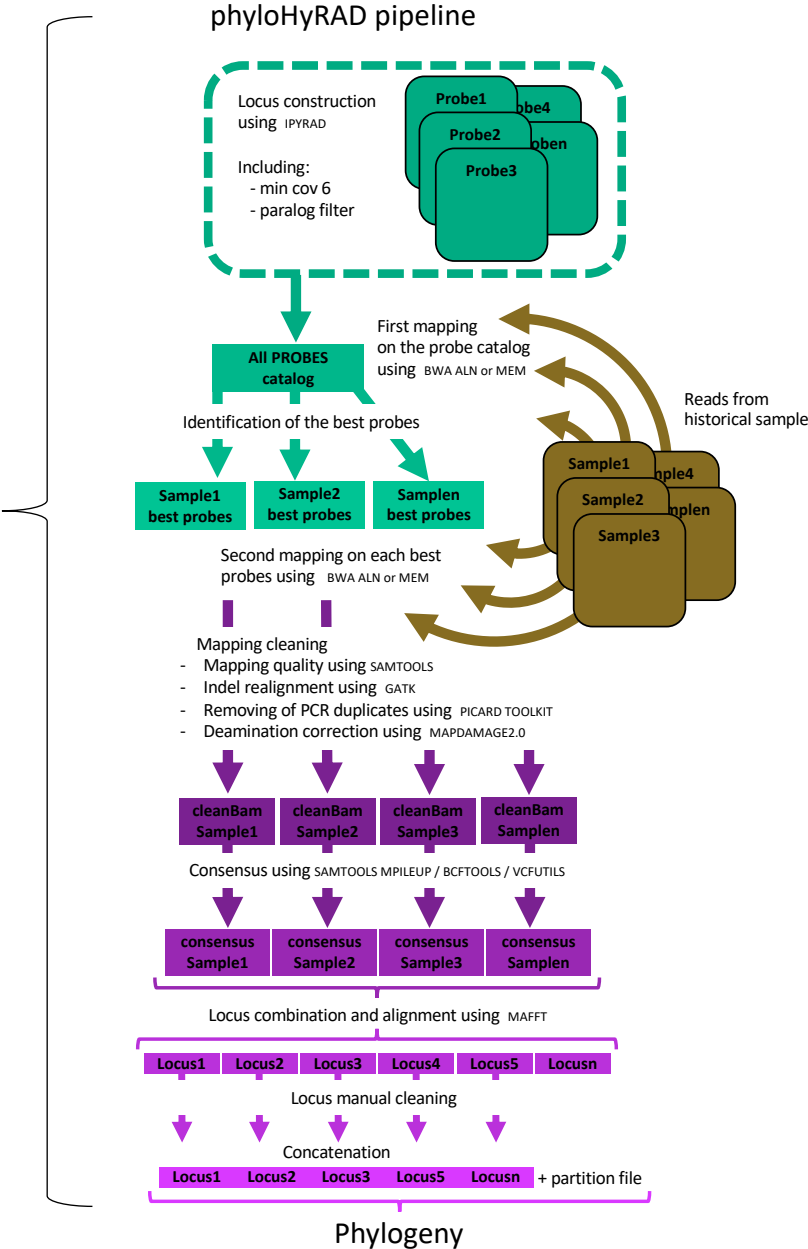 phyloHyRAD pipeline
Locus construction
using IPYRAD
Including:
- min cov 6
- paralog filter
Probe1
obe4
Probe2
oben
Probe3
First mapping
on the probe catalog
using BWA ALN or MEM
All PROBES
catalog
Reads from
historical sample
Identification of the best probes
Sample1
mple4
Sample2
mplen
Sample3
Sample1
best probes
Sample2
best probes
Samplen
best probes
Second mapping on each best
probes using BWA ALN or MEM
Mapping cleaning
- Mapping quality using SAMTOOLS
- Indel realignment using GATK
- Removing of PCR duplicates using PICARD TOOLKIT
- Deamination correction using MAPDAMAGE2.0
cleanBam
Sample1
cleanBam
Sample2
cleanBam
Sample3
cleanBam
Samplen
Consensus using SAMTOOLS MPILEUP / BCFTOOLS / VCFUTILS
consensus
Sample1
consensus
Sample2
consensus
Sample3
consensus
Samplen
Locus combination and alignment using MAFFT
Locus1 Locus2 Locus3 Locus4 Locus5 Locusn
Locus manual cleaning
Concatenation
Locus1 Locus2 Locus3 Locus5 Locusn + partition file
Phylogeny